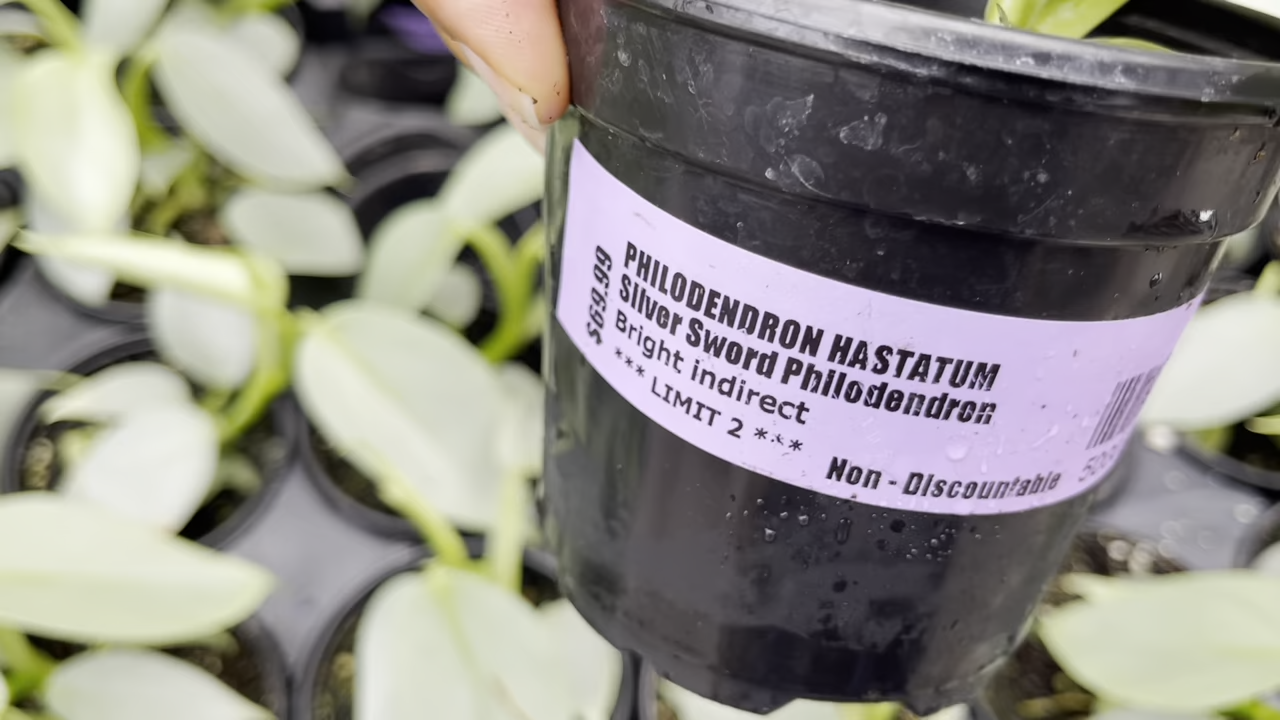 $69.99
PHILODENDRON HASTATUM
Silver Sword Philodendron
Bright indirect
*** LIMIT 2 ***
Non - Discountable